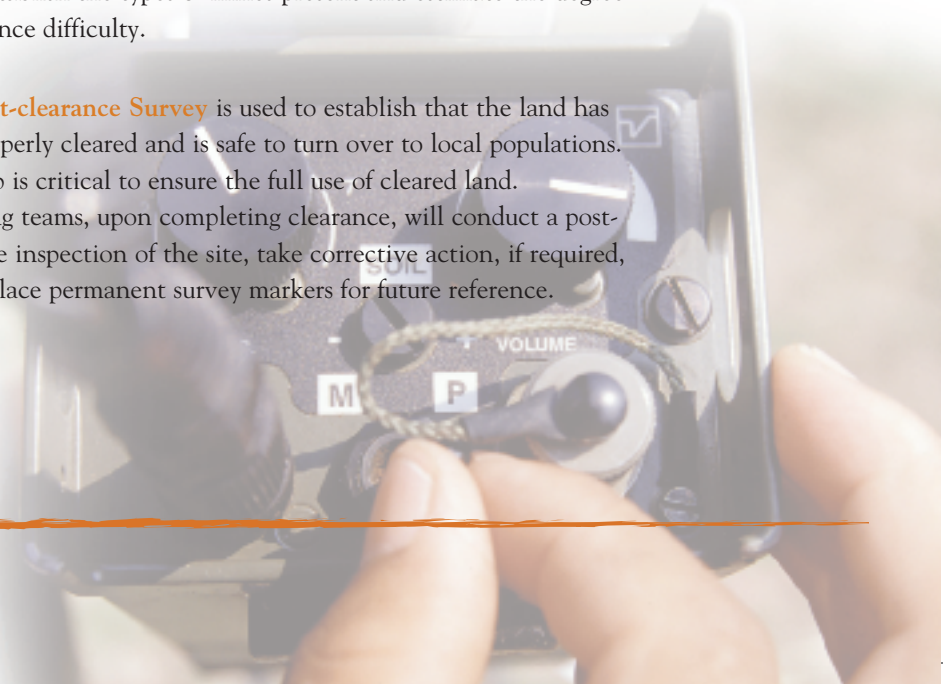 nce difficulty.
t-clearance Survey is used to establish that the land has
perly cleared and is safe to turn over to local populations.
p is critical to ensure the full use of cleared land.
ng teams, upon completing clearance, will conduct a post-
e inspection of the site, take corrective action, if required,
lace permanent survey markers for future reference.
SOIL
- +
VOLUME
M P